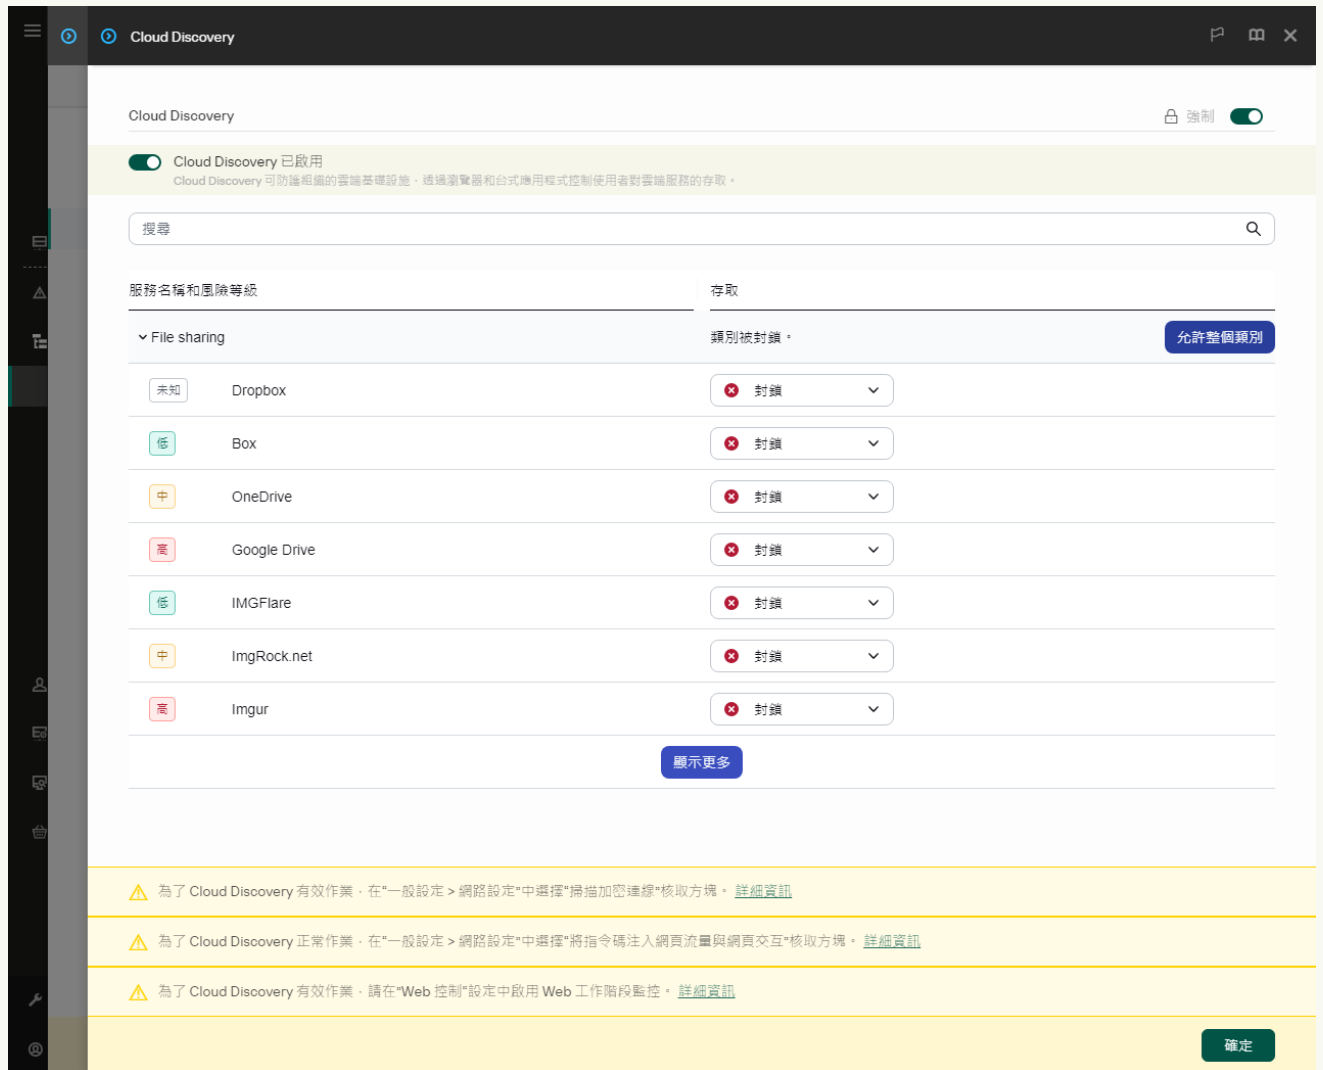 Cloud Discovery
Cloud Discovery
強制
Cloud Discovery 已啟用
Cloud Discovery 可防護組織的雲端基礎設施，透過瀏覽器和台式應用程式控制使用者對雲端服務的存取。
搜尋
服務名稱和風險等級 存取
File sharing 類別被封鎖。 允許整個類別
未知 Dropbox 封鎖
低 Box 封鎖
中 OneDrive 封鎖
高 Google Drive 封鎖
低 IMGFlare 封鎖
中 ImgRock.net 封鎖
高 Imgur 封鎖
顯示更多
為了 Cloud Discovery 有效作業，在“一般設定 > 網路設定”中選擇“掃描加密連線”核取方塊。 詳細資訊
為了 Cloud Discovery 正常作業，在“一般設定 > 網路設定”中選擇“將指令碼注入網頁流量與網頁交互”核取方塊。 詳細資訊
為了 Cloud Discovery 有效作業，請在“Web 控制”設定中啟用 Web 工作階段監控。 詳細資訊
確定